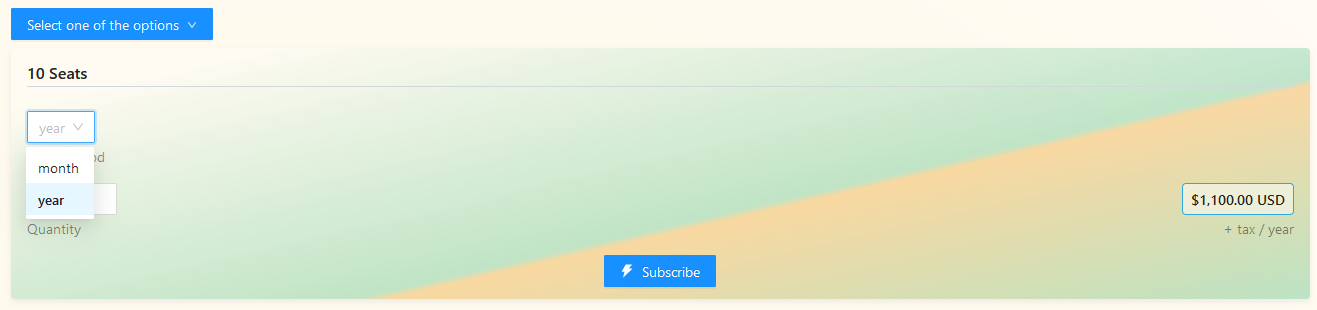 Select one of the options
10 Seats
year
od
month
year
$1,100.00 USD
Quantity
+ tax / year
Subscribe